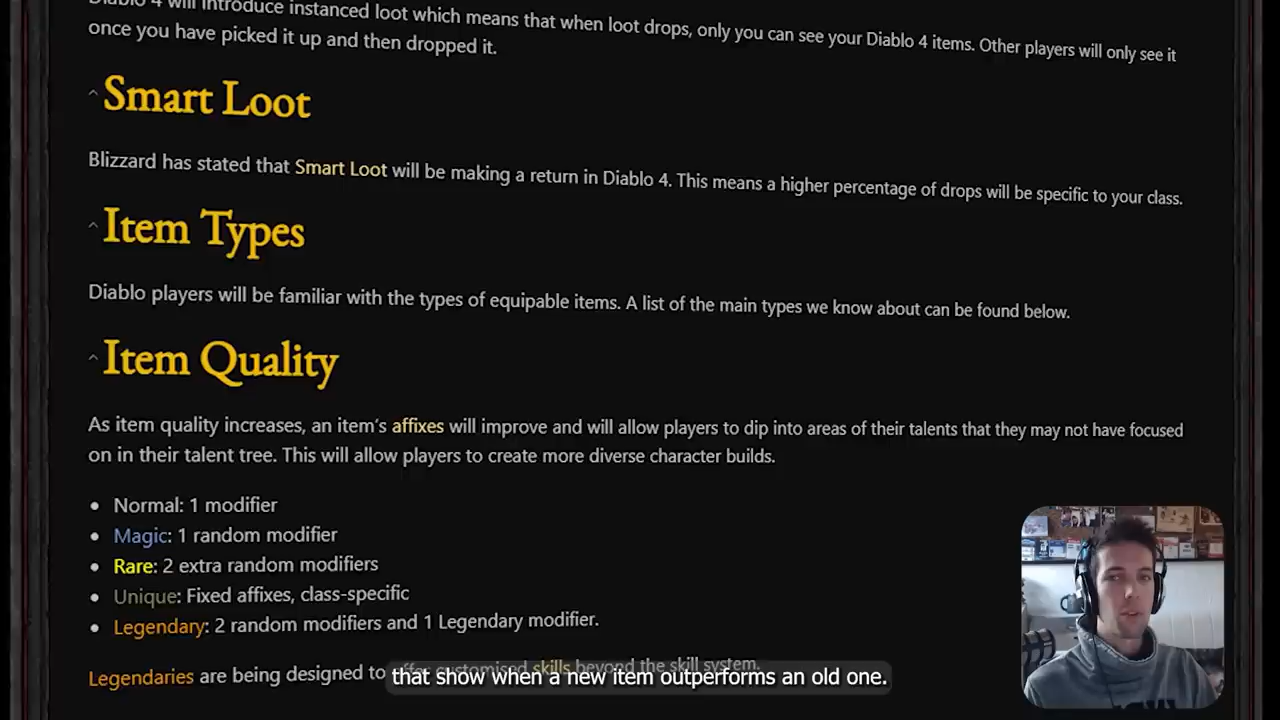 Diablo 4 will introduce instanced loot which means that when loot drops, only you can see your Diablo 4 items. Other players will only see it
once you have picked it up and then dropped it.
^ Smart Loot
Blizzard has stated that Smart Loot will be making a return in Diablo 4. This means a higher percentage of drops will be specific to your class.
^ Item Types
Diablo players will be familiar with the types of equipable items. A list of the main types we know about can be found below.
^ Item Quality
As item quality increases, an item's affixes will improve and will allow players to dip into areas of their talents that they may not have focused
on in their talent tree. This will allow players to create more diverse character builds.
• Normal: 1 modifier
• Magic: 1 random modifier
• Rare: 2 extra random modifiers
• Unique: Fixed affixes, class-specific
• Legendary: 2 random modifiers and 1 Legendary modifier.
Legendaries are being designed to offer customised skills beyond the skill system.
that show when a new item outperforms an old one.